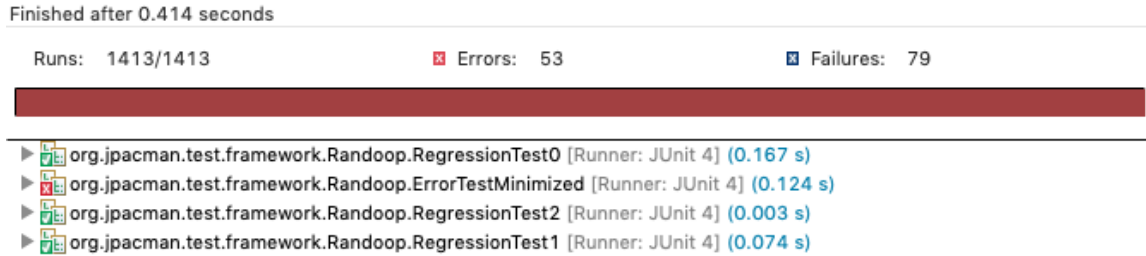 Finished after 0.414 seconds
Runs: 1413/1413 Errors: 53 Failures: 79
org.jpacman.test.framework.Randoop.RegressionTest0 [Runner: JUnit 4] (0.167 s)
org.jpacman.test.framework.Randoop.ErrorTestMinimized [Runner: JUnit 4] (0.124 s)
org.jpacman.test.framework.Randoop.RegressionTest2 [Runner: JUnit 4] (0.003 s)
org.jpacman.test.framework.Randoop.RegressionTest1 [Runner: JUnit 4] (0.074 s)